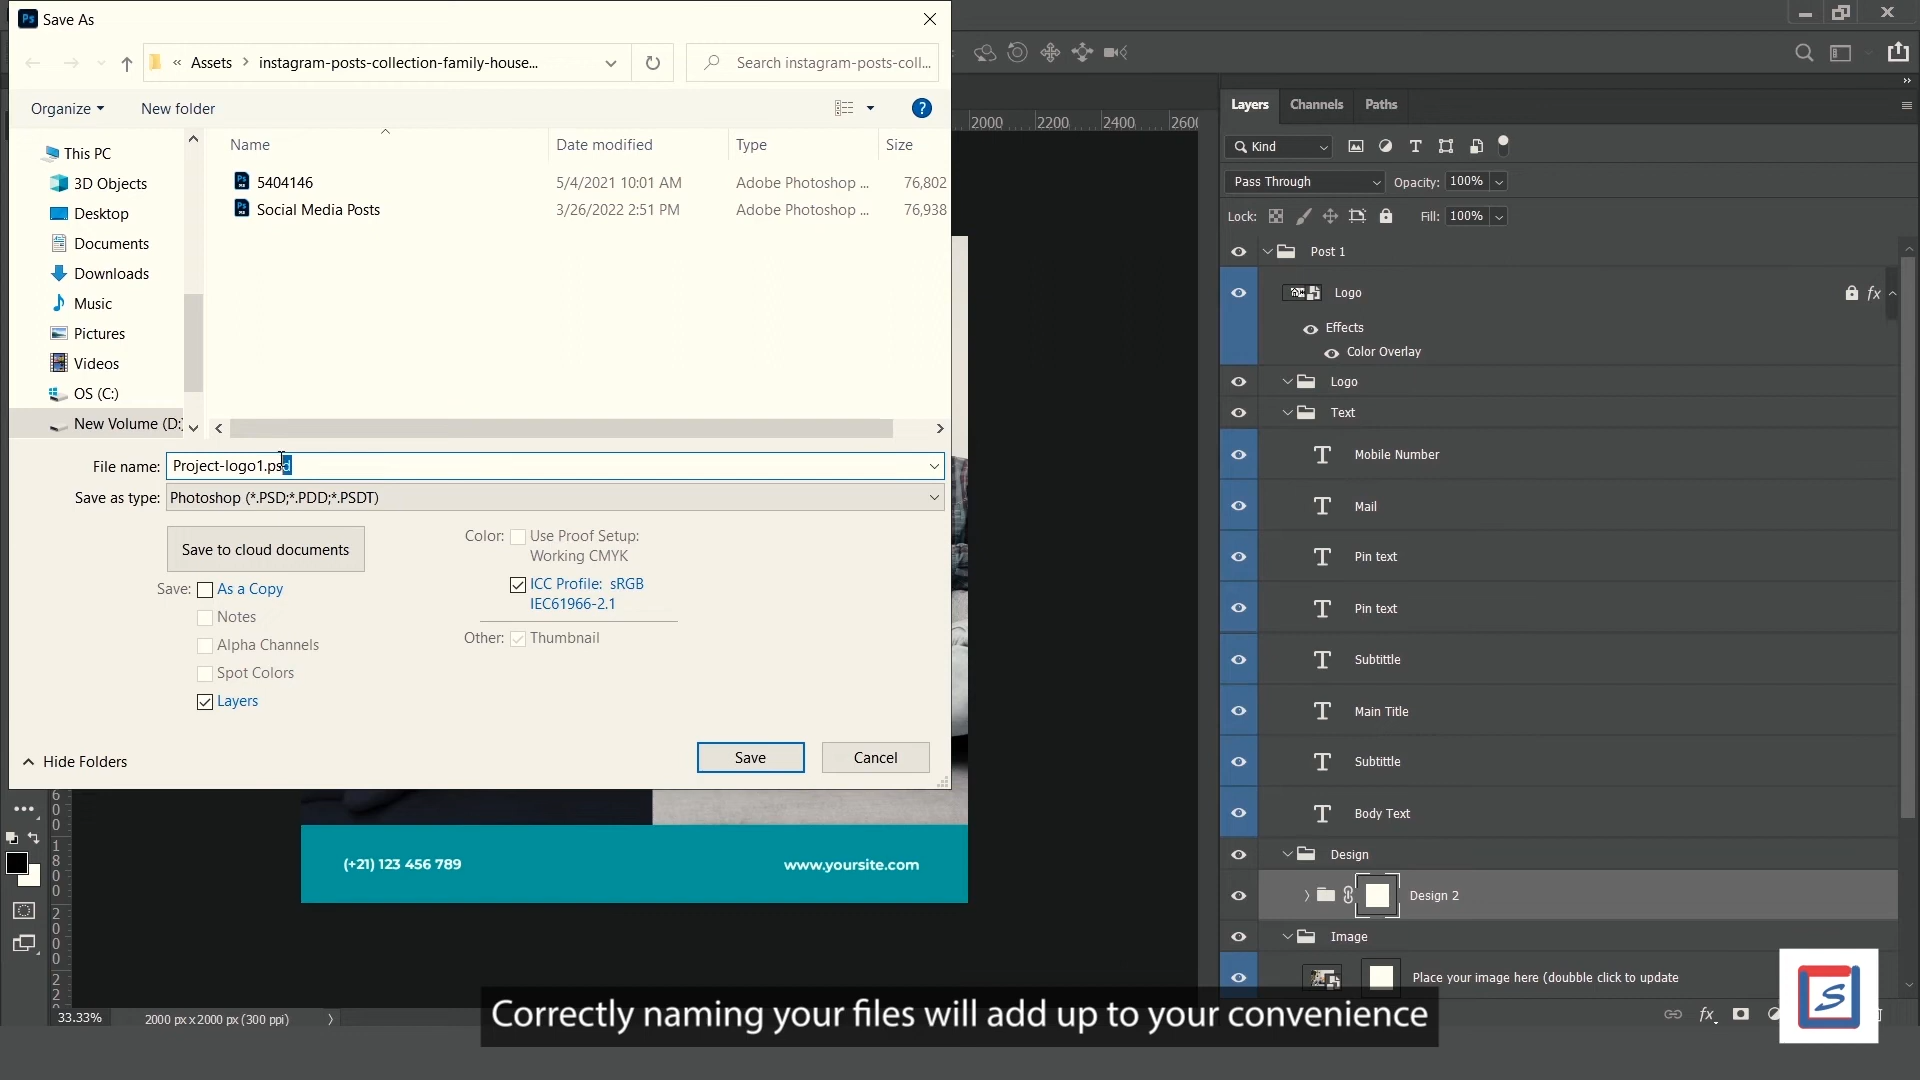 Ps Save As
« Assets > instagram-posts-collection-family-house...
Search instagram-posts-coll...
Organize
New folder
?
This PC
3D Objects
Desktop
Documents
Downloads
Music
Pictures
Videos
OS (C:)
New Volume (D:)
Name
Date modified
Type
Size
5404146
5/4/2021 10:01 AM
Adobe Photoshop ...
76,802
Social Media Posts
3/26/2022 2:51 PM
Adobe Photoshop ...
76,938
File name: Project-logo1.psd
Save as type: Photoshop (*.PSD;*.PDD;*.PSDT)
Save to cloud documents
Save: As a Copy
Notes
Alpha Channels
Spot Colors
Layers
Color: Use Proof Setup:
Working CMYK
ICC Profile: sRGB
IEC61966-2.1
Other: Thumbnail
Hide Folders
Save
Cancel
2000 2200 2400 2600
Layers
Channels
Paths
Kind
Pass Through
Opacity: 100%
Lock:
Fill: 100%
Post 1
Logo
fx
Effects
Color Overlay
Logo
Text
Mobile Number
Mail
Pin text
Pin text
Subtittle
Main Title
Subtittle
Body Text
Design
Design 2
Image
Place your image here (doubble click to update
(+21) 123 456 789
www.yoursite.com
33.33%
2000 px x 2000 px (300 ppi)
fx
Correctly naming your files will add up to your convenience
S